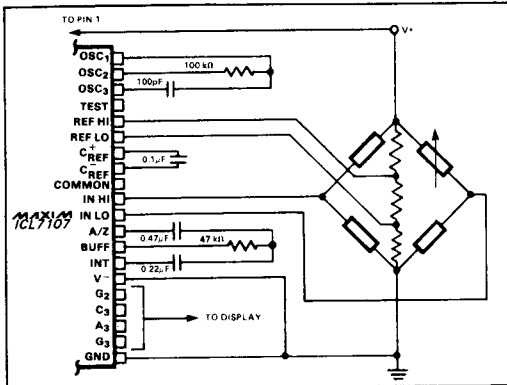 TO PIN 1
V+
OSC1
OSC2
100 kΩ
OSC3
100pF
TEST
REF HI
REF LO
C+REF
0.1μF
C−REF
COMMON
IN HI
IN LO
MAXIM
ICL7107
A/Z
0.47μF
47 kΩ
BUFF
INT
0.22μF
V−
G2
C3
TO DISPLAY
A3
G3
GND